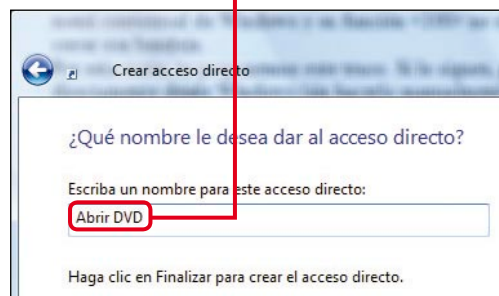 Crear acceso directo
¿Qué nombre le desea dar al acceso directo?
Escriba un nombre para este acceso directo:
Abrir DVD
Haga clic en Finalizar para crear el acceso directo.